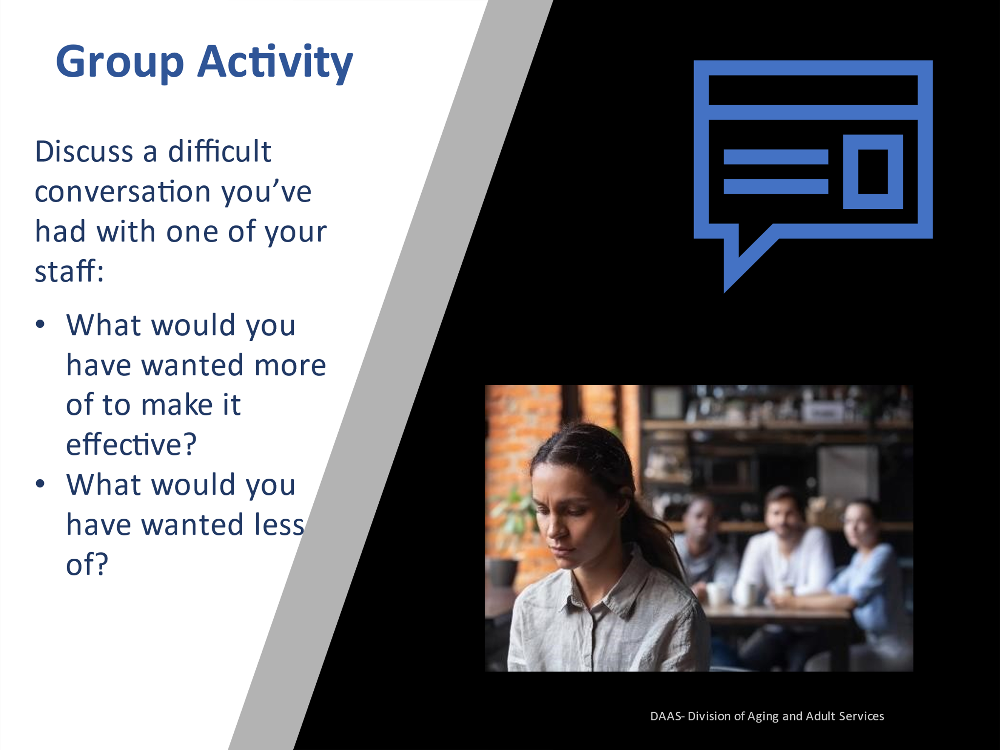 Group Activity
Discuss a difficult
conversation you’ve
had with one of your
staff:
• What would you
have wanted more
of to make it
effective?
• What would you
have wanted less
of?
DAAS- Division of Aging and Adult Services